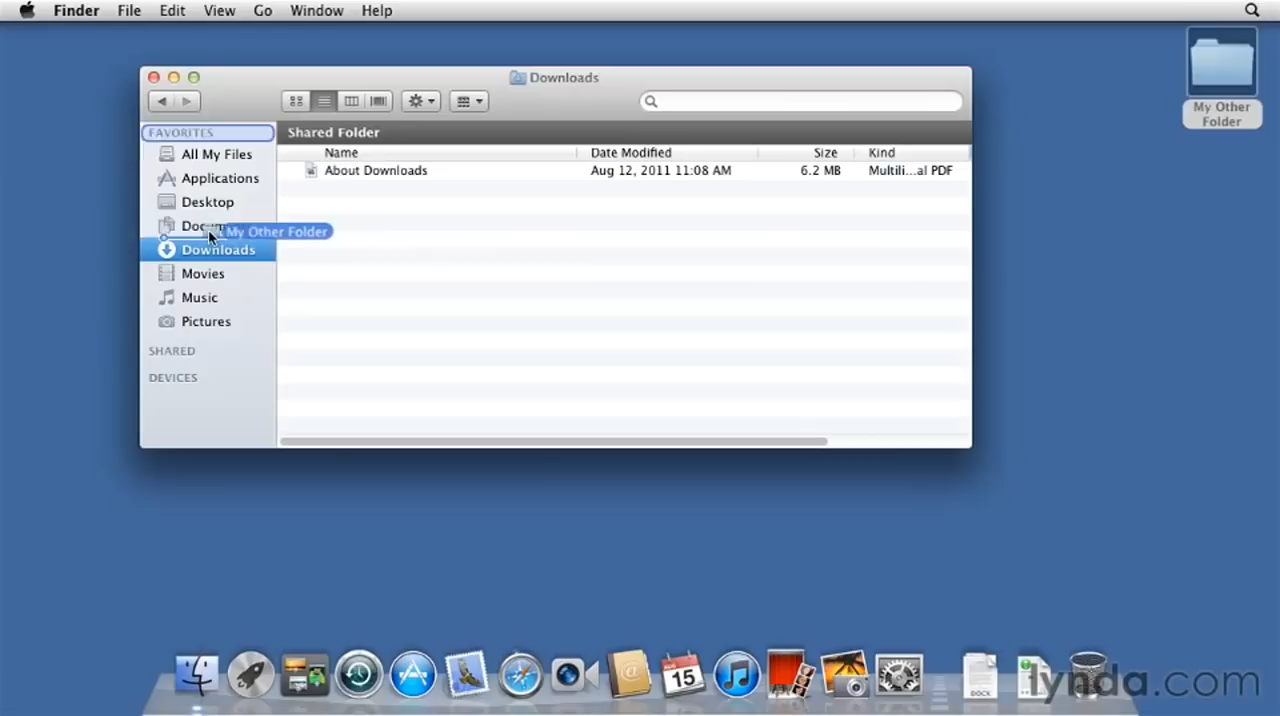 Finder File Edit View Go Window Help
Downloads
My Other
Folder
FAVORITES
Shared Folder
All My Files
Name Date Modified Size Kind
About Downloads Aug 12, 2011 11:08 AM 6.2 MB Multili...al PDF
Applications
Desktop
My Other Folder
Downloads
Movies
Music
Pictures
SHARED
DEVICES
AUG
15
DOCK
lynda.com